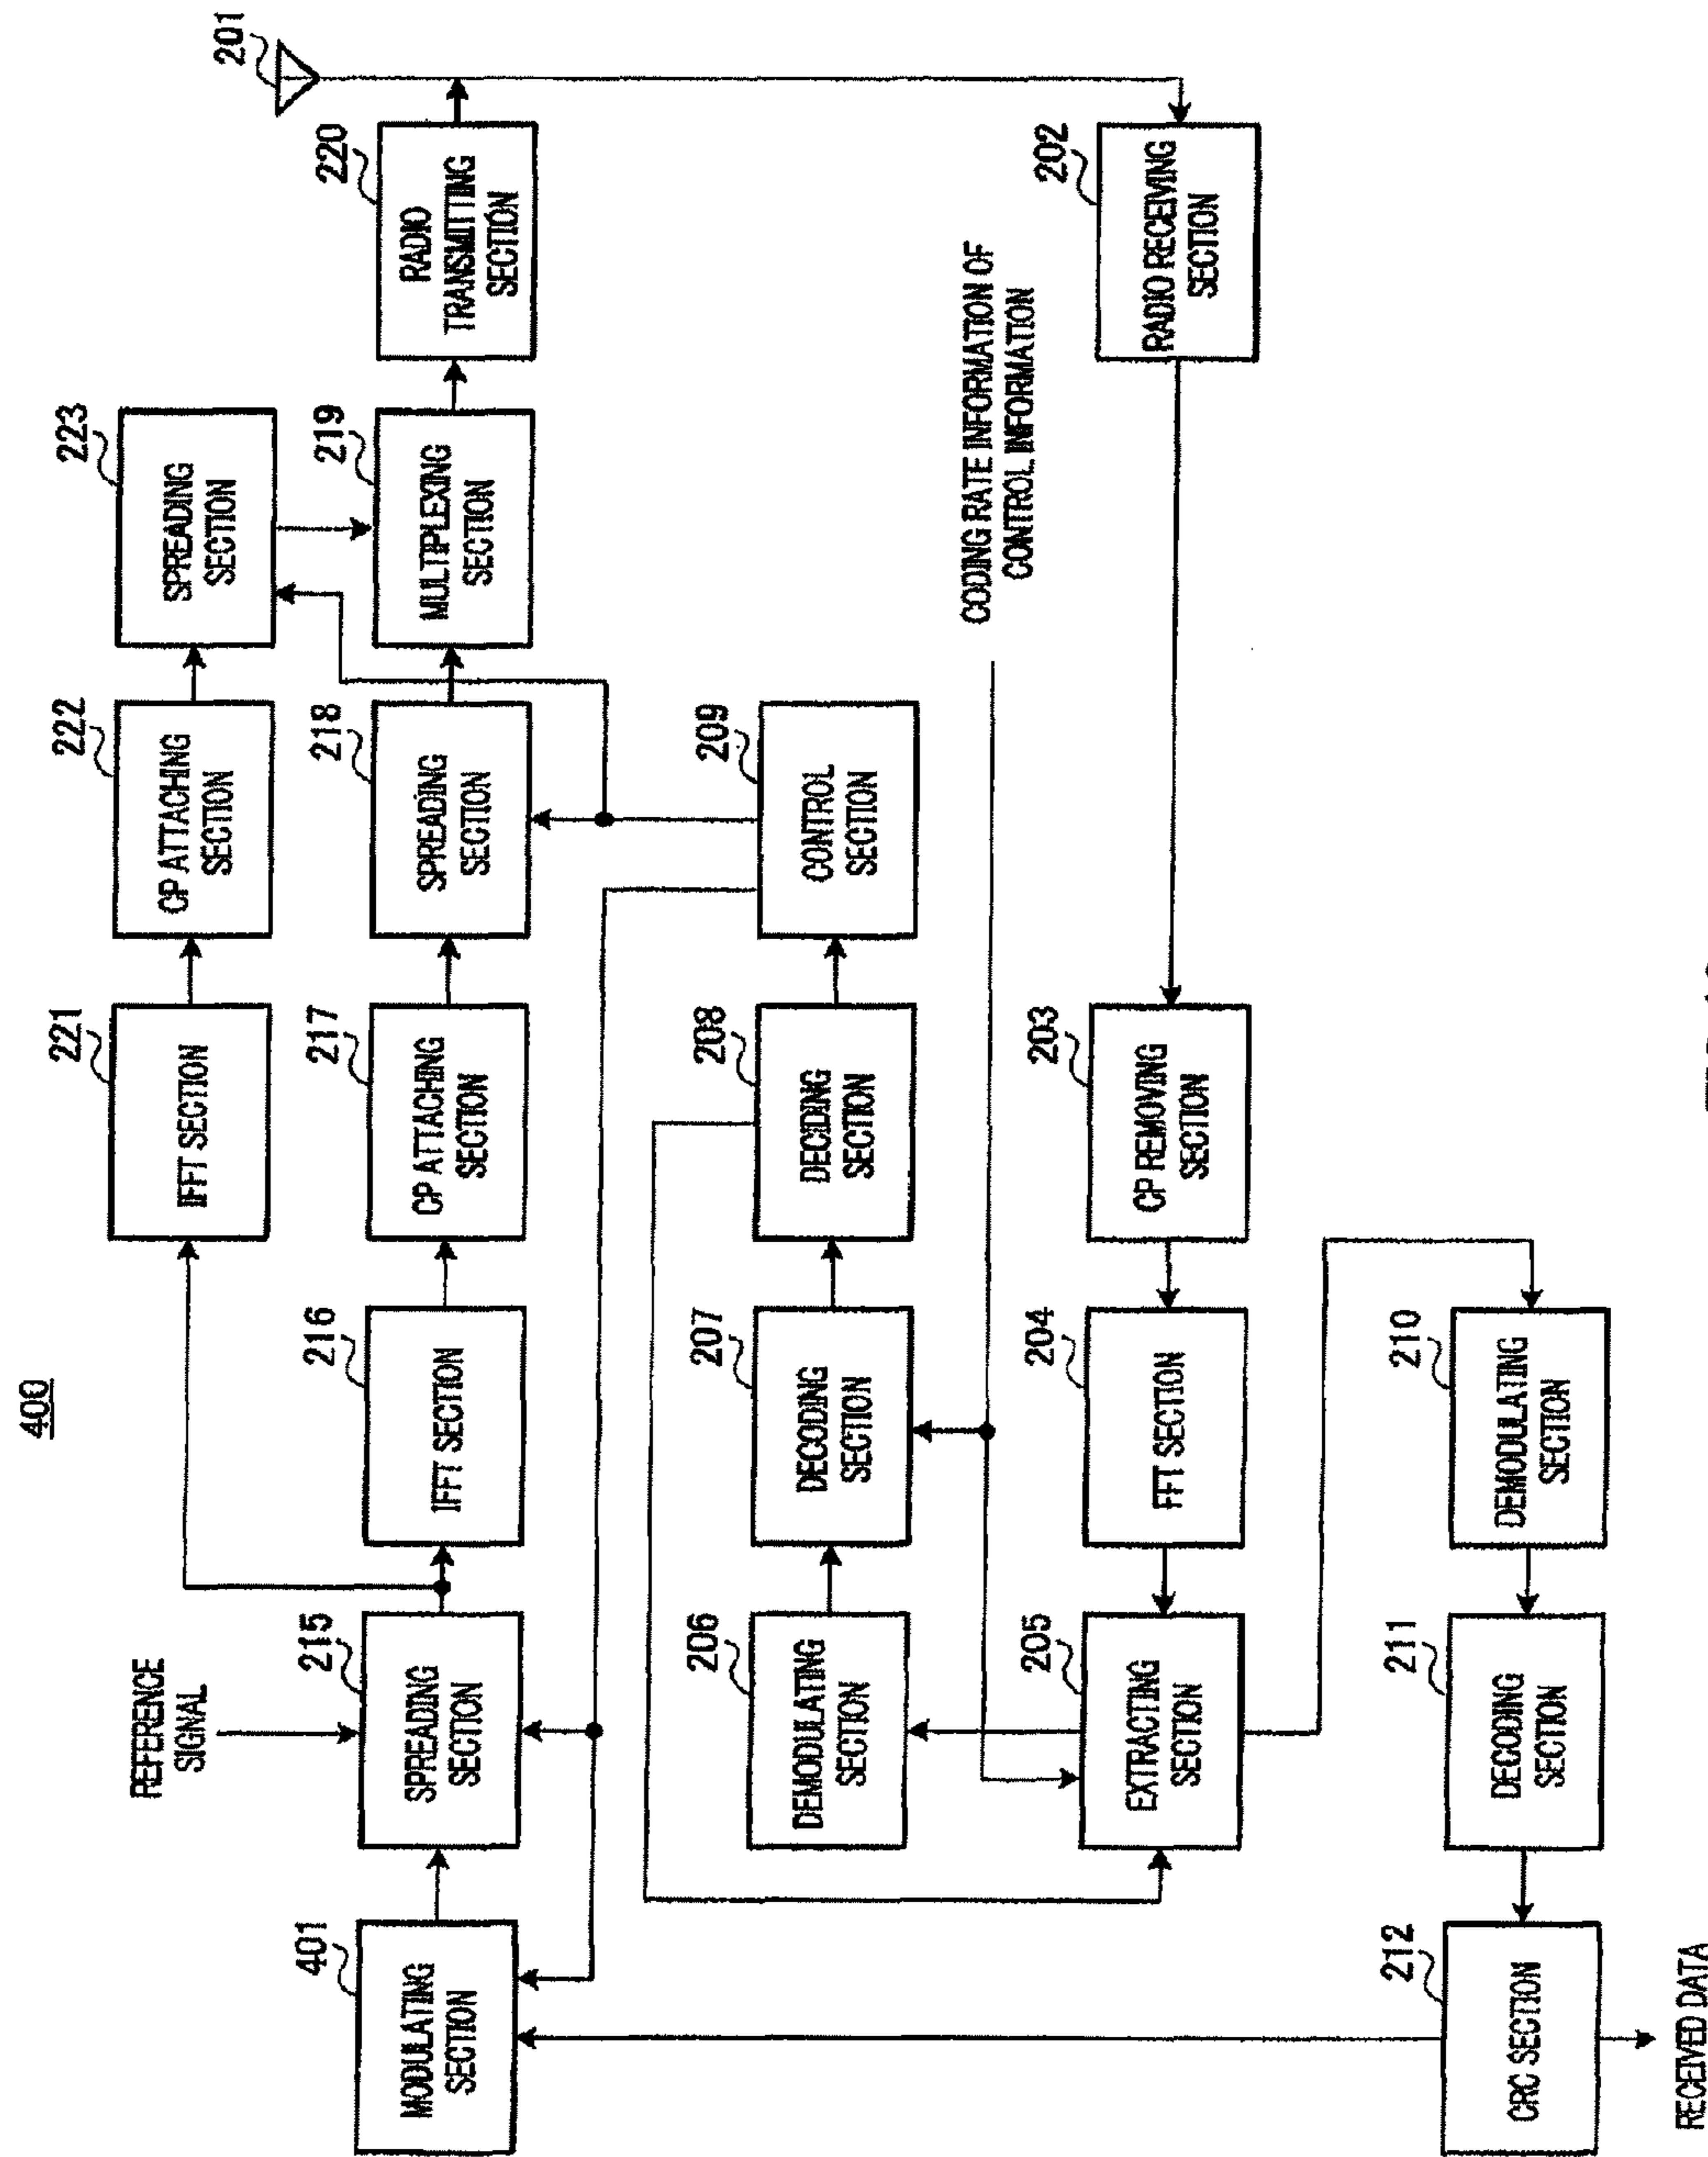 400
REFERENCE
SIGNAL
401
MODULATING
SECTION
215
SPREADING
SECTION
216
IFFT SECTION
217
CP ATTACHING
SECTION
218
SPREADING
SECTION
219
MULTIPLEXING
SECTION
220
RADIO
TRANSMITTING
SECTION
201
221
IFFT SECTION
222
CP ATTACHING
SECTION
223
SPREADING
SECTION
206
DEMODULATING
SECTION
207
DECODING
SECTION
208
DECIDING
SECTION
209
CONTROL
SECTION
CODING RATE INFORMATION OF
CONTROL INFORMATION
205
EXTRACTING
SECTION
204
FFT SECTION
203
CP REMOVING
SECTION
202
RADIO RECEIVING
SECTION
212
CRC SECTION
211
DECODING
SECTION
210
DEMODULATING
SECTION
RECEIVED DATA